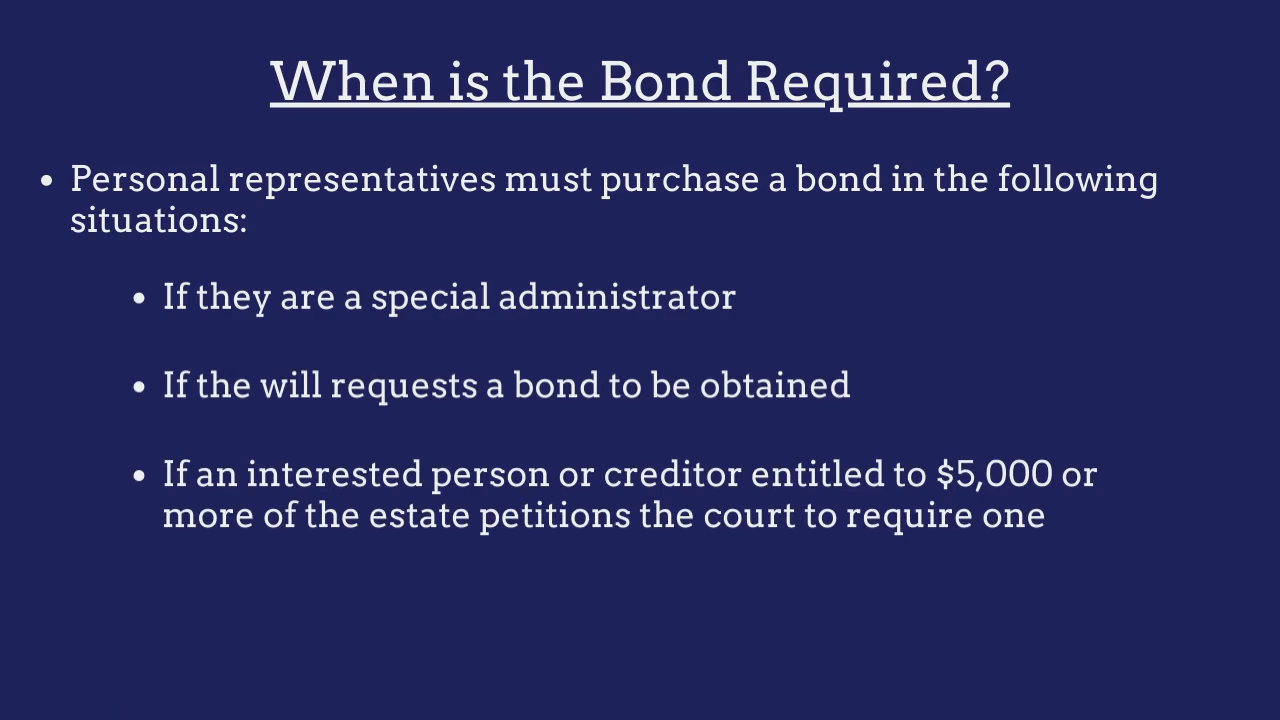 When is the Bond Required?
• Personal representatives must purchase a bond in the following
situations:
• If they are a special administrator
• If the will requests a bond to be obtained
• If an interested person or creditor entitled to $5,000 or
more of the estate petitions the court to require one